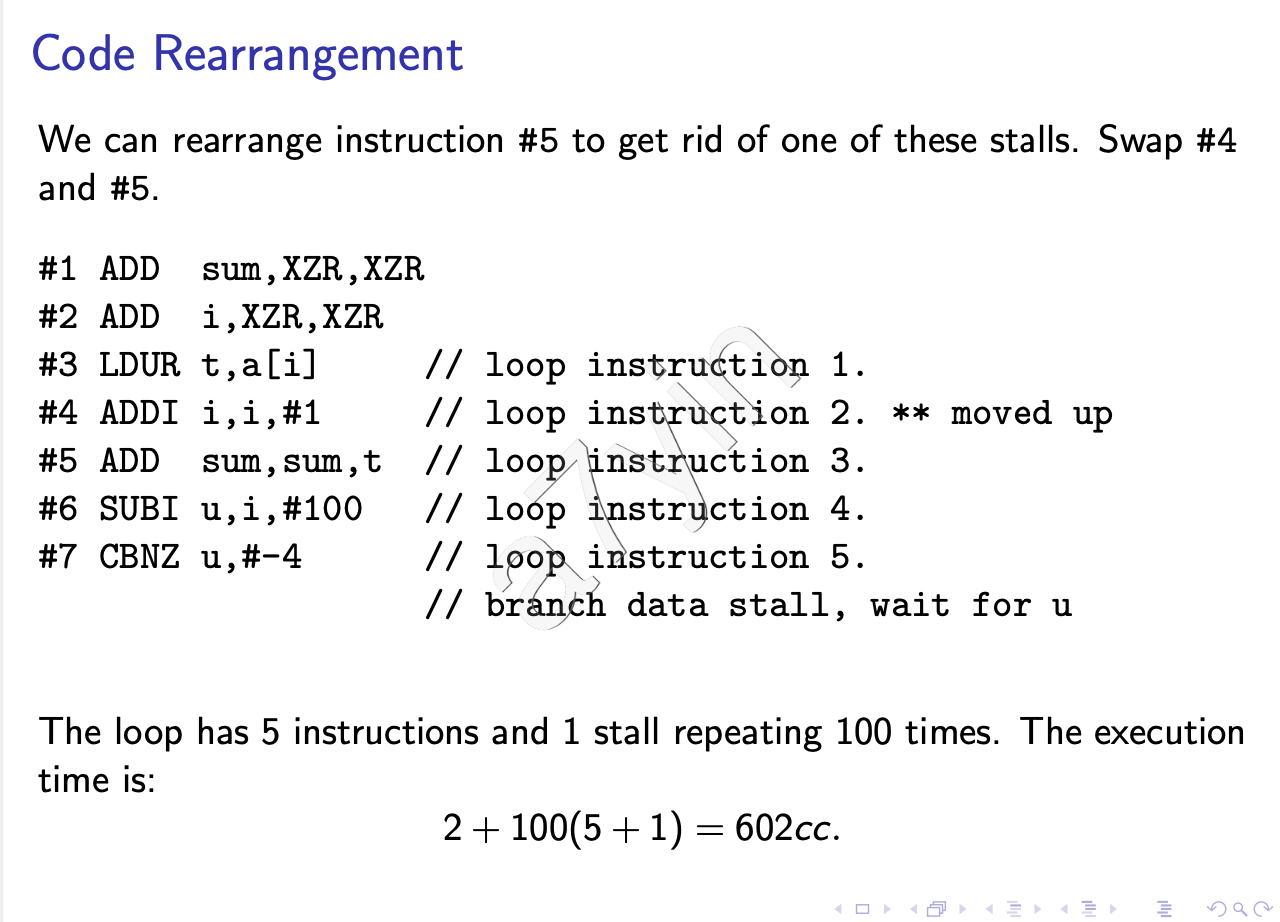 Code Rearrangement
We can rearrange instruction #5 to get rid of one of these stalls. Swap #4
and #5.
#1 ADD  sum,XZR,XZR
#2 ADD  i,XZR,XZR
#3 LDUR t,a[i]     // loop instruction 1.
#4 ADDI i,i,#1     // loop instruction 2. ** moved up
#5 ADD  sum,sum,t  // loop instruction 3.
#6 SUBI u,i,#100   // loop instruction 4.
#7 CBNZ u,#-4      // loop instruction 5.
// branch data stall, wait for u
a7yin
The loop has 5 instructions and 1 stall repeating 100 times. The execution
time is:
2 + 100(5 + 1) = 602cc.